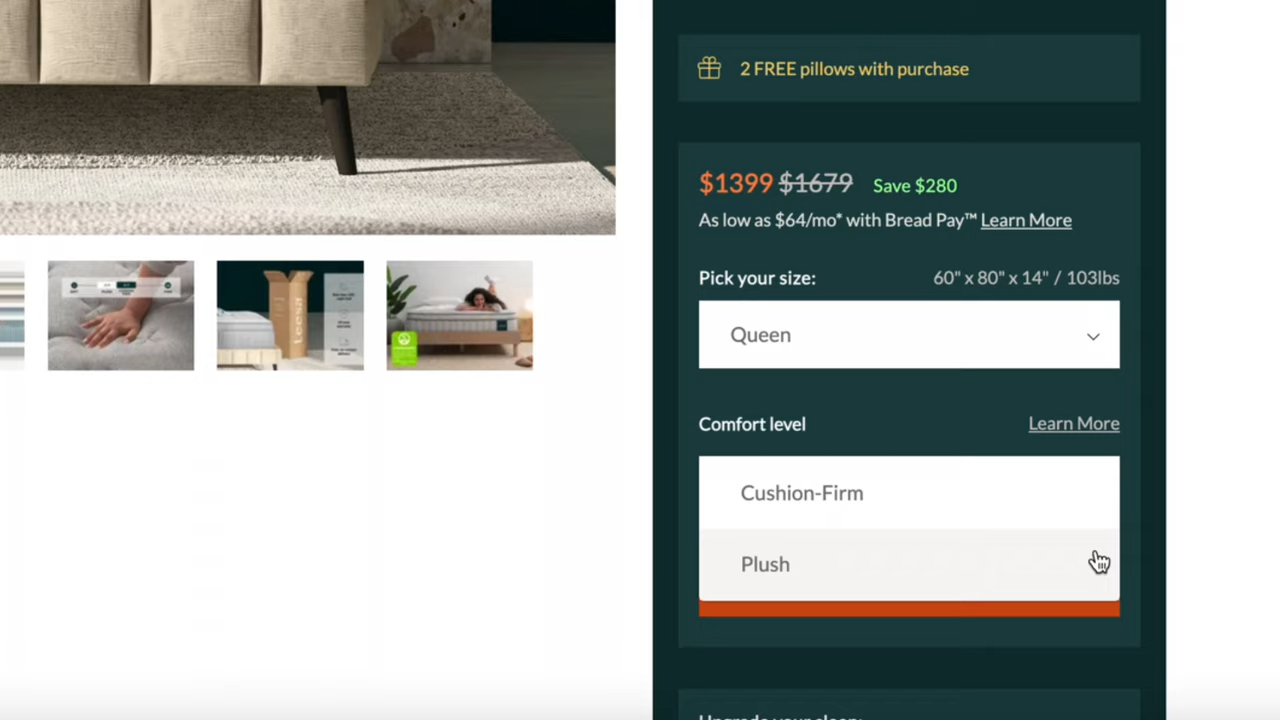 2 FREE pillows with purchase
$1399 $1679 Save $280
As low as $64/mo* with Bread Pay™ Learn More
Pick your size: 60" x 80" x 14" / 103lbs
Queen
leesa
Comfort level Learn More
Cushion-Firm
Plush